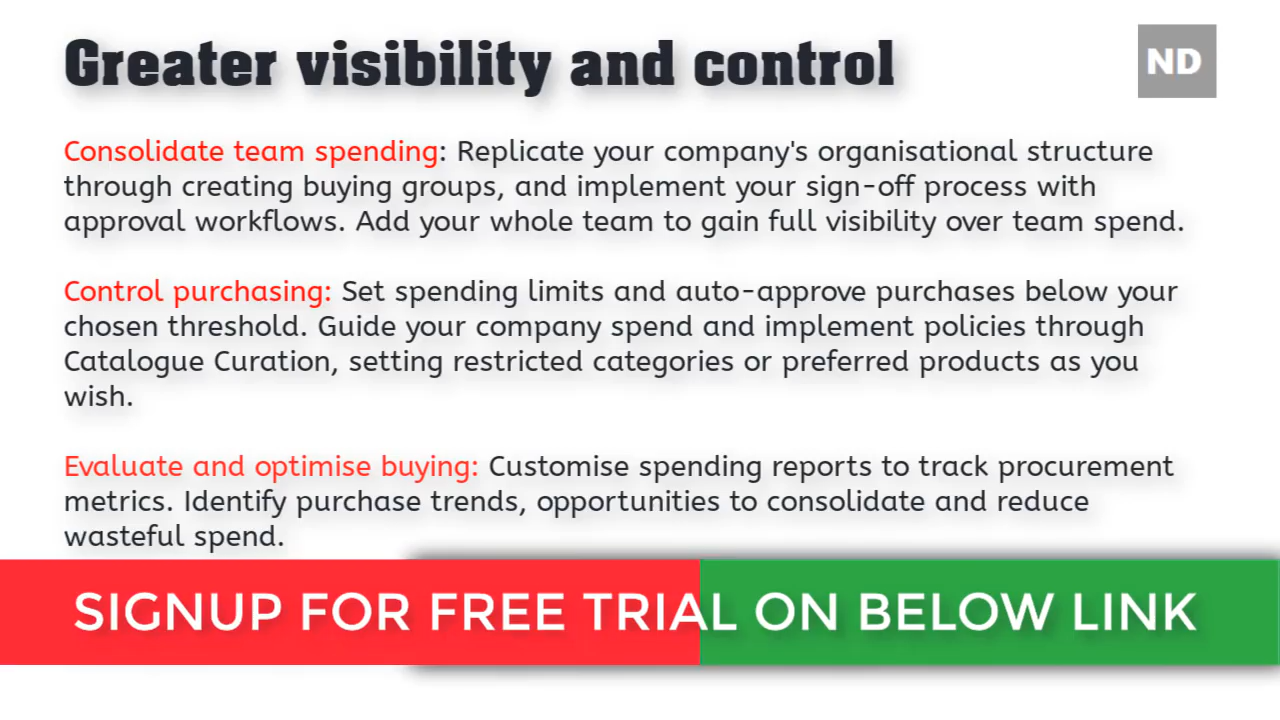 Greater visibility and control
ND
Consolidate team spending: Replicate your company's organisational structure
through creating buying groups, and implement your sign-off process with
approval workflows. Add your whole team to gain full visibility over team spend.
Control purchasing: Set spending limits and auto-approve purchases below your
chosen threshold. Guide your company spend and implement policies through
Catalogue Curation, setting restricted categories or preferred products as you
wish.
Evaluate and optimise buying: Customise spending reports to track procurement
metrics. Identify purchase trends, opportunities to consolidate and reduce
wasteful spend.
SIGNUP FOR FREE TRIAL ON BELOW LINK